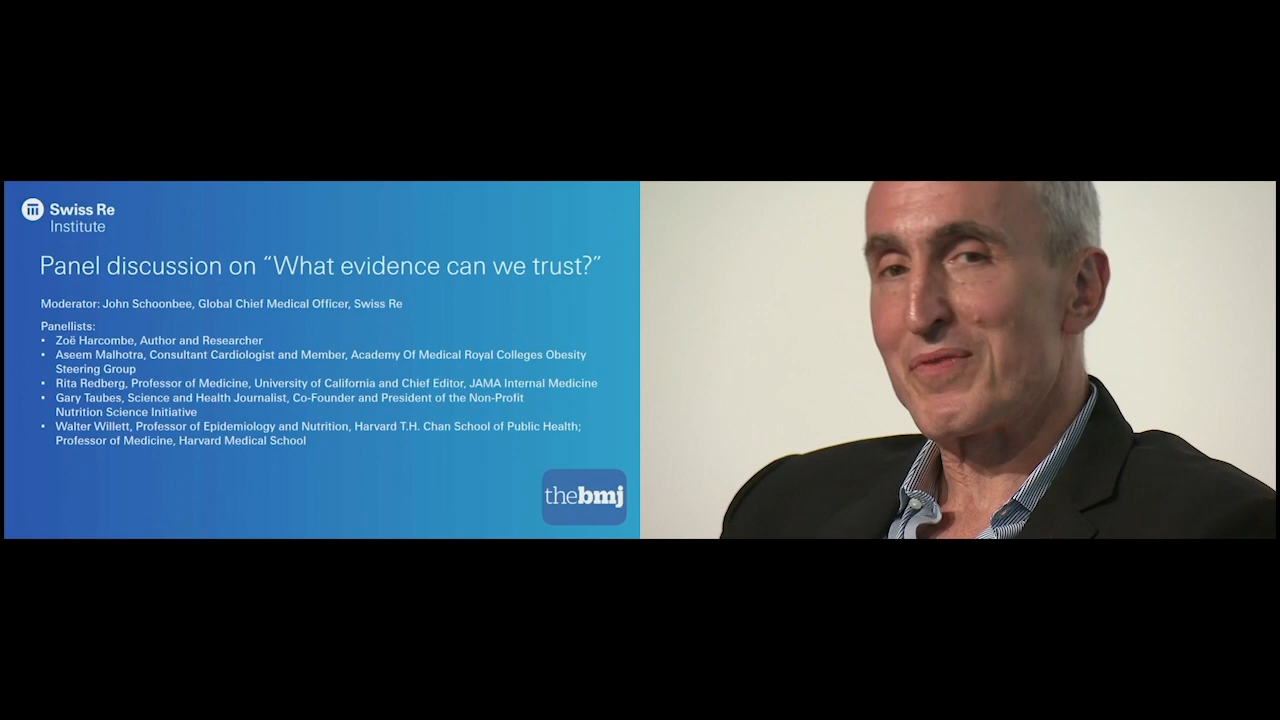 Swiss Re
Institute
Panel discussion on “What evidence can we trust?”
Moderator: John Schoonbee, Global Chief Medical Officer, Swiss Re
Panellists:
• Zoë Harcombe, Author and Researcher
• Aseem Malhotra, Consultant Cardiologist and Member, Academy Of Medical Royal Colleges Obesity
Steering Group
• Rita Redberg, Professor of Medicine, University of California and Chief Editor, JAMA Internal Medicine
• Gary Taubes, Science and Health Journalist, Co-Founder and President of the Non-Profit
Nutrition Science Initiative
• Walter Willett, Professor of Epidemiology and Nutrition, Harvard T.H. Chan School of Public Health;
Professor of Medicine, Harvard Medical School
thebmj